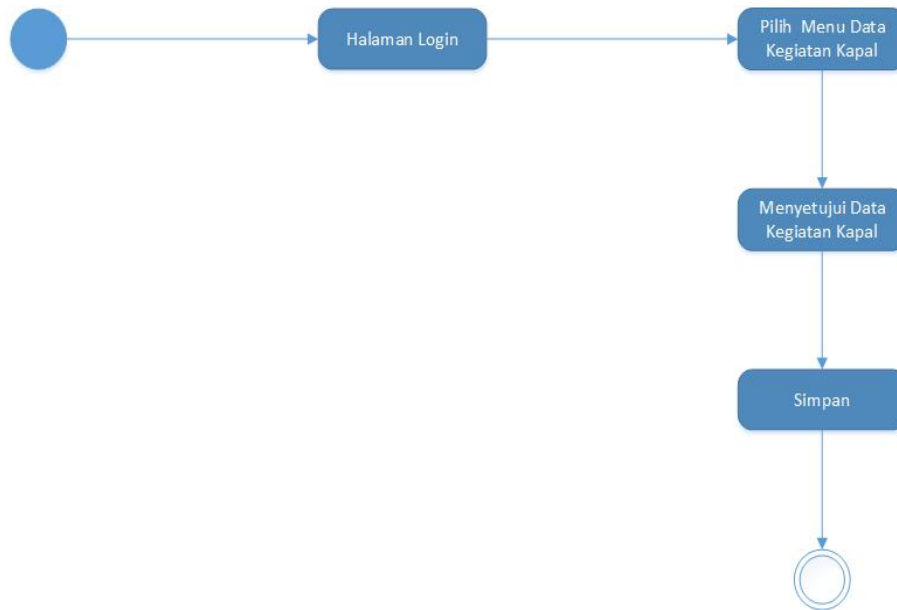 Halaman Login
Pilih Menu Data
Kegiatan Kapal
Menyetujui Data
Kegiatan Kapal
Simpan